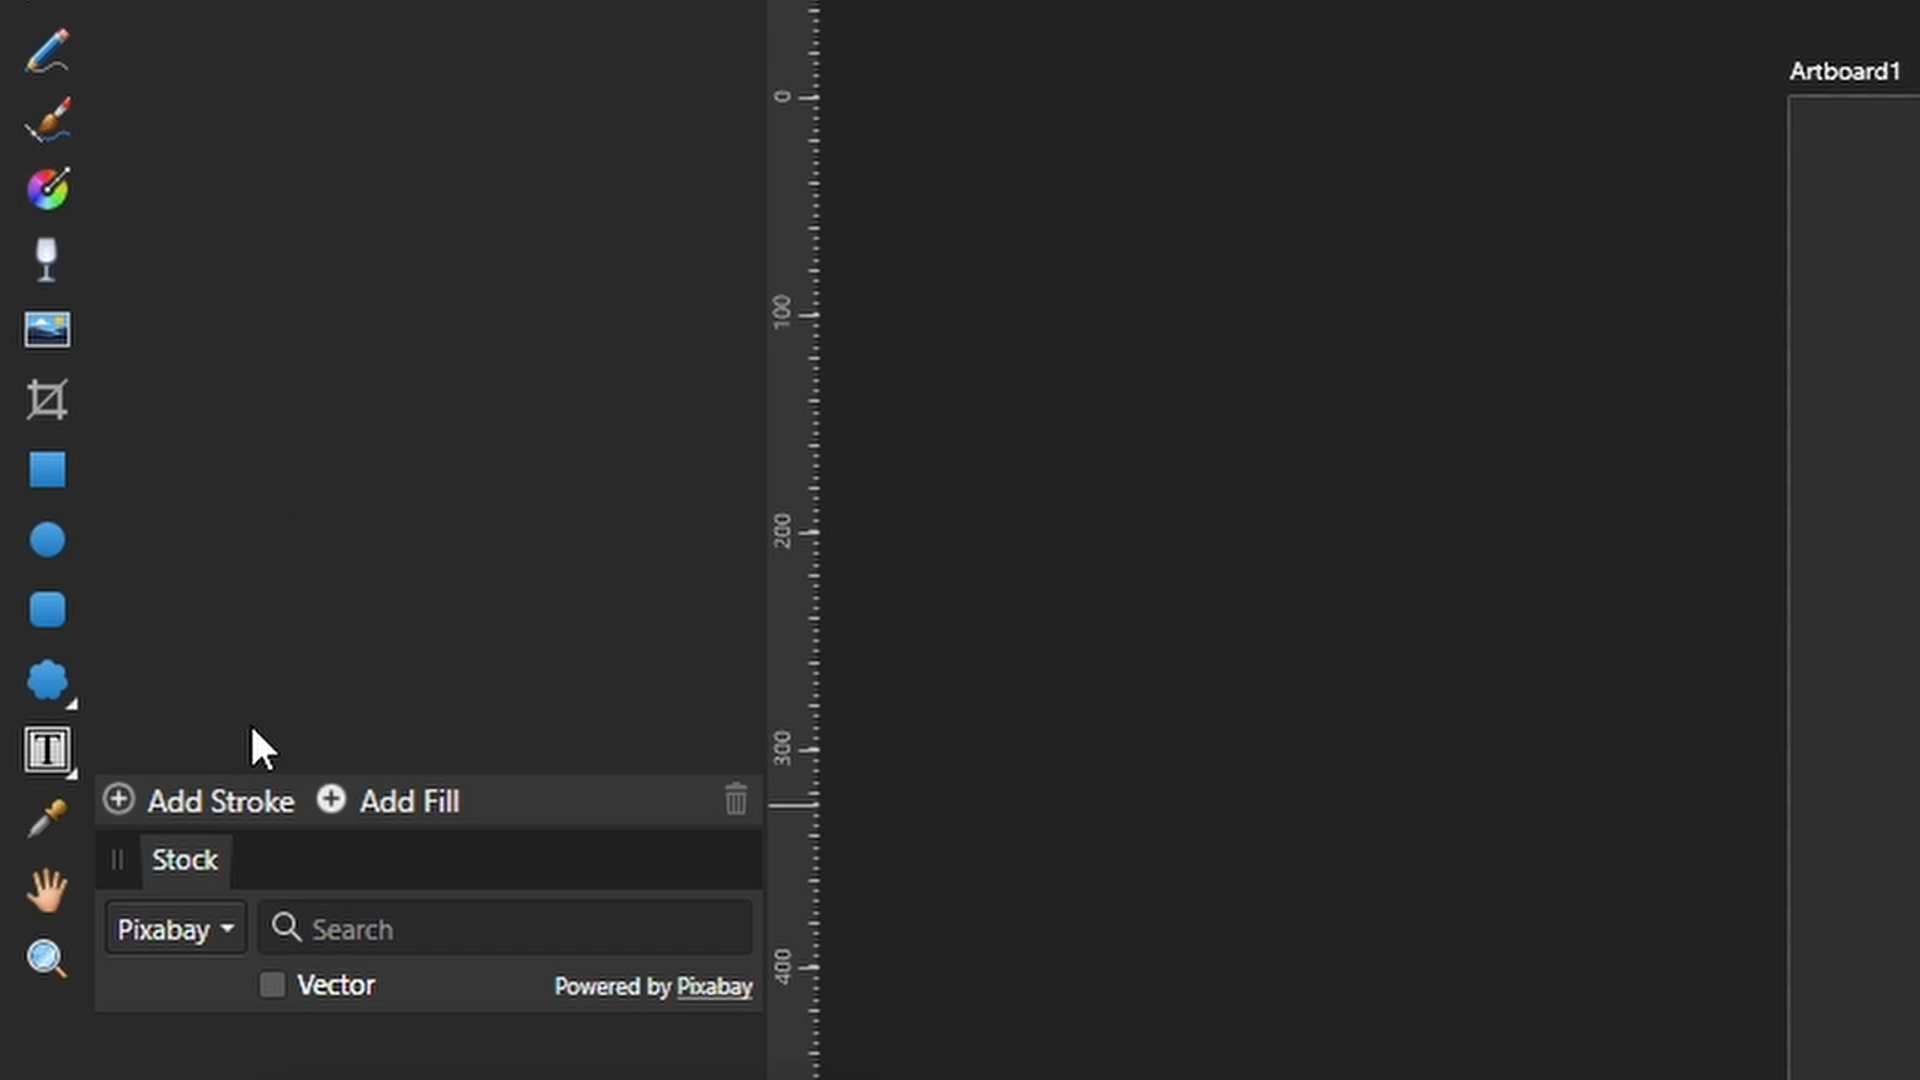 Artboard1
0
100
200
300
400
T
Add Stroke Add Fill
Stock
Pixabay Search
Vector Powered by Pixabay